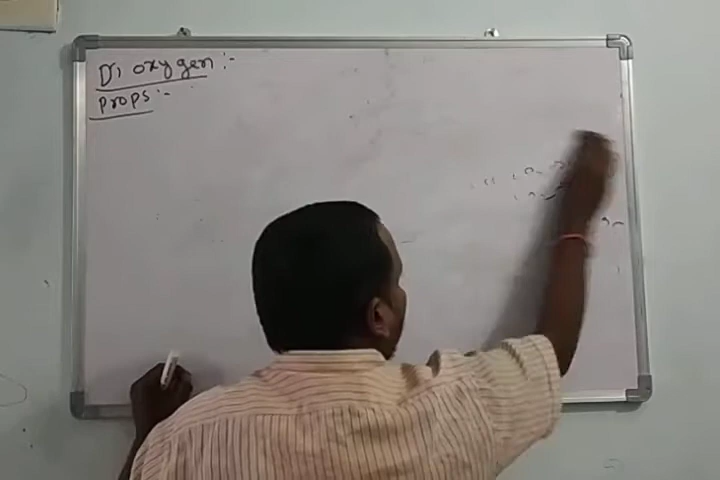 Di oxygen :-
Props :-